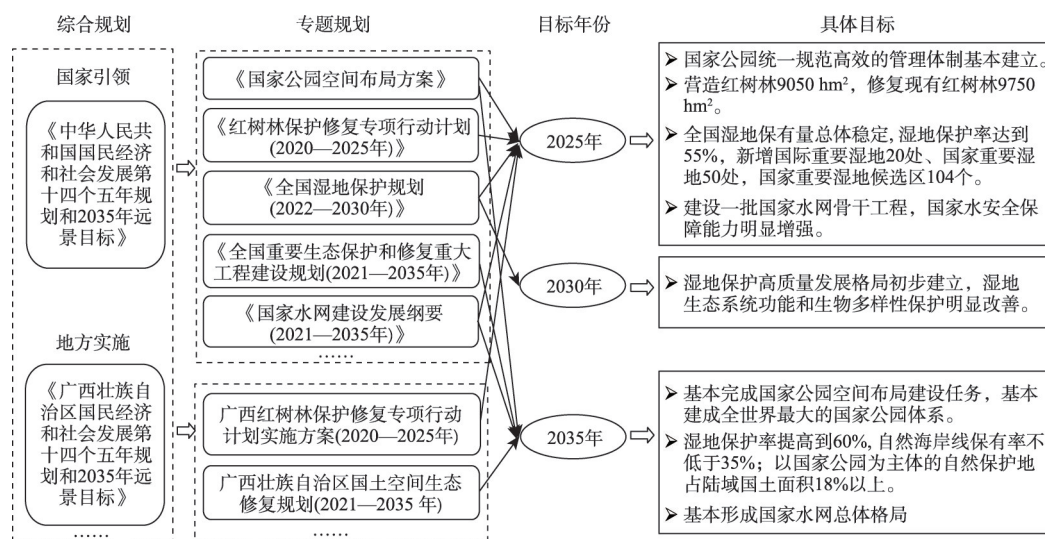 综合规划
专题规划
目标年份
具体目标
国家引领
《中华人民共
和国国民经济
和社会发展第
十四个五年规
划和2035年远
景目标》
地方实施
《广西壮族自
治区国民经济
和社会发展第
十四个五年规
划和2035年远
景目标》
……
《国家公园空间布局方案》
《红树林保护修复专项行动计划
(2020—2025年)》
《全国湿地保护规划
(2022—2030年)》
《全国重要生态保护和修复重大
工程建设规划(2021—2035年)》
《国家水网建设发展纲要
(2021—2035年)》
……
广西红树林保护修复专项行动
计划实施方案(2020—2025年)
广西壮族自治区国土空间生态
修复规划(2021—2035 年)
……
2025年
2030年
2035年
➢ 国家公园统一规范高效的管理体制基本建立。
➢ 营造红树林9050 hm²，修复现有红树林9750
hm²。
➢ 全国湿地保有量总体稳定, 湿地保护率达到
55%，新增国际重要湿地20处、国家重要湿
地50处，国家重要湿地候选区104个。
➢ 建设一批国家水网骨干工程，国家水安全保
障能力明显增强。
➢ 湿地保护高质量发展格局初步建立，湿地
生态系统功能和生物多样性保护明显改善。
➢ 基本完成国家公园空间布局建设任务，基本
建成全世界最大的国家公园体系。
➢ 湿地保护率提高到60%, 自然海岸线保有率不
低于35%；以国家公园为主体的自然保护地
占陆域国土面积18%以上。
➢ 基本形成国家水网总体格局